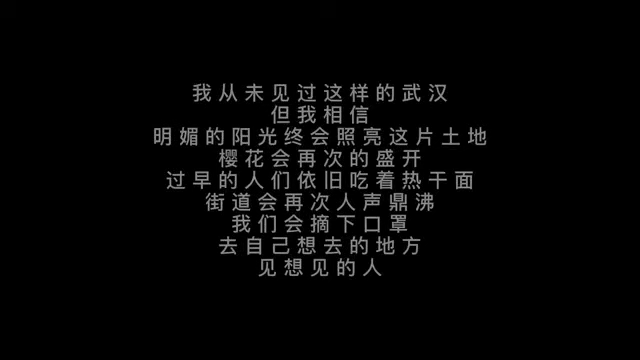 我从未见过这样的武汉
但我相信
明媚的阳光终会照亮这片土地
樱花会再次的盛开
过早的人们依旧吃着热干面
街道会再次人声鼎沸
我们会摘下口罩
去自己想去的地方
见想见的人